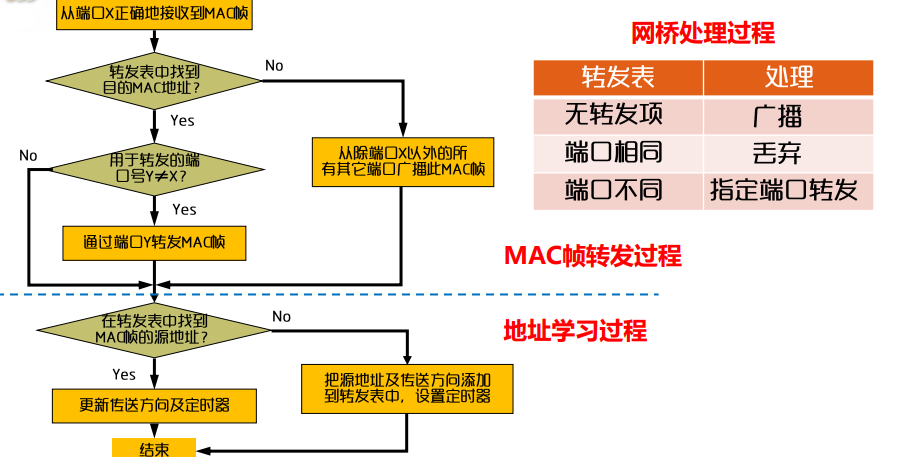 从端口X正确地接收到MAC帧
网桥处理过程
转发表中找到
目的MAC地址？
No
Yes
转发表
处理
无转发项
广播
端口相同
丢弃
端口不同
指定端口转发
从除端口X以外的所
有其它端口广播此MAC帧
No
用于转发的端
口号Y≠X？
Yes
通过端口Y转发MAC帧
MAC帧转发过程
在转发表中找到
MAC帧的源地址？
No
地址学习过程
Yes
把源地址及传送方向添加
到转发表中，设置定时器
更新传送方向及定时器
结束